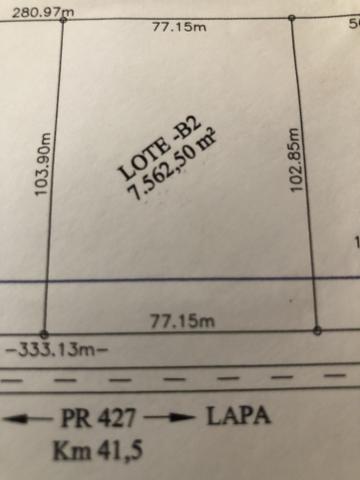 280.97m
77.15m
103.90m
LOTE -B2
7.562,50 m²
102.85m
77.15m
-333.13m-
PR 427
LAPA
Km 41,5